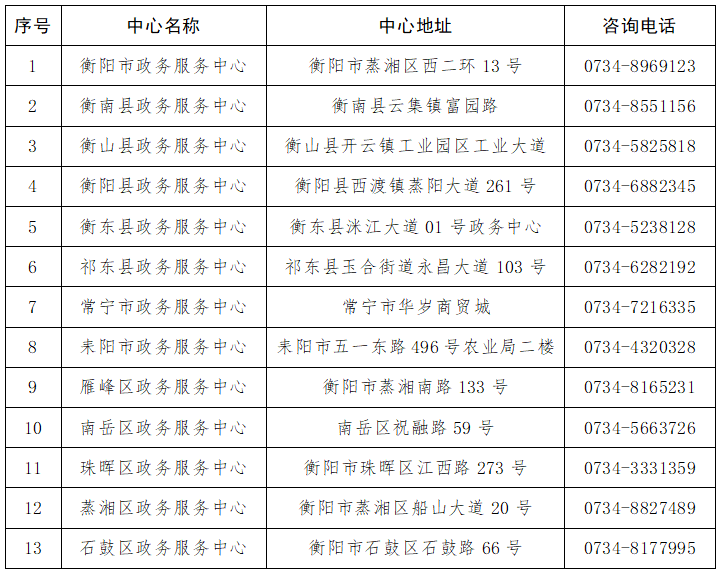 序号 中心名称 中心地址 咨询电话
1 衡阳市政务服务中心 衡阳市蒸湘区西二环 13 号 0734-8969123
2 衡南县政务服务中心 衡南县云集镇富园路 0734-8551156
3 衡山县政务服务中心 衡山县开云镇工业园区工业大道 0734-5825818
4 衡阳县政务服务中心 衡阳县西渡镇蒸阳大道 261 号 0734-6882345
5 衡东县政务服务中心 衡东县洣江大道 01 号政务中心 0734-5238128
6 祁东县政务服务中心 祁东县玉合街道永昌大道 103 号 0734-6282192
7 常宁市政务服务中心 常宁市华岁商贸城 0734-7216335
8 耒阳市政务服务中心 耒阳市五一东路 496 号农业局二楼 0734-4320328
9 雁峰区政务服务中心 衡阳市蒸湘南路 133 号 0734-8165231
10 南岳区政务服务中心 南岳区祝融路 59 号 0734-5663726
11 珠晖区政务服务中心 衡阳市珠晖区江西路 273 号 0734-3331359
12 蒸湘区政务服务中心 衡阳市蒸湘区船山大道 20 号 0734-8827489
13 石鼓区政务服务中心 衡阳市石鼓区石鼓路 66 号 0734-8177995